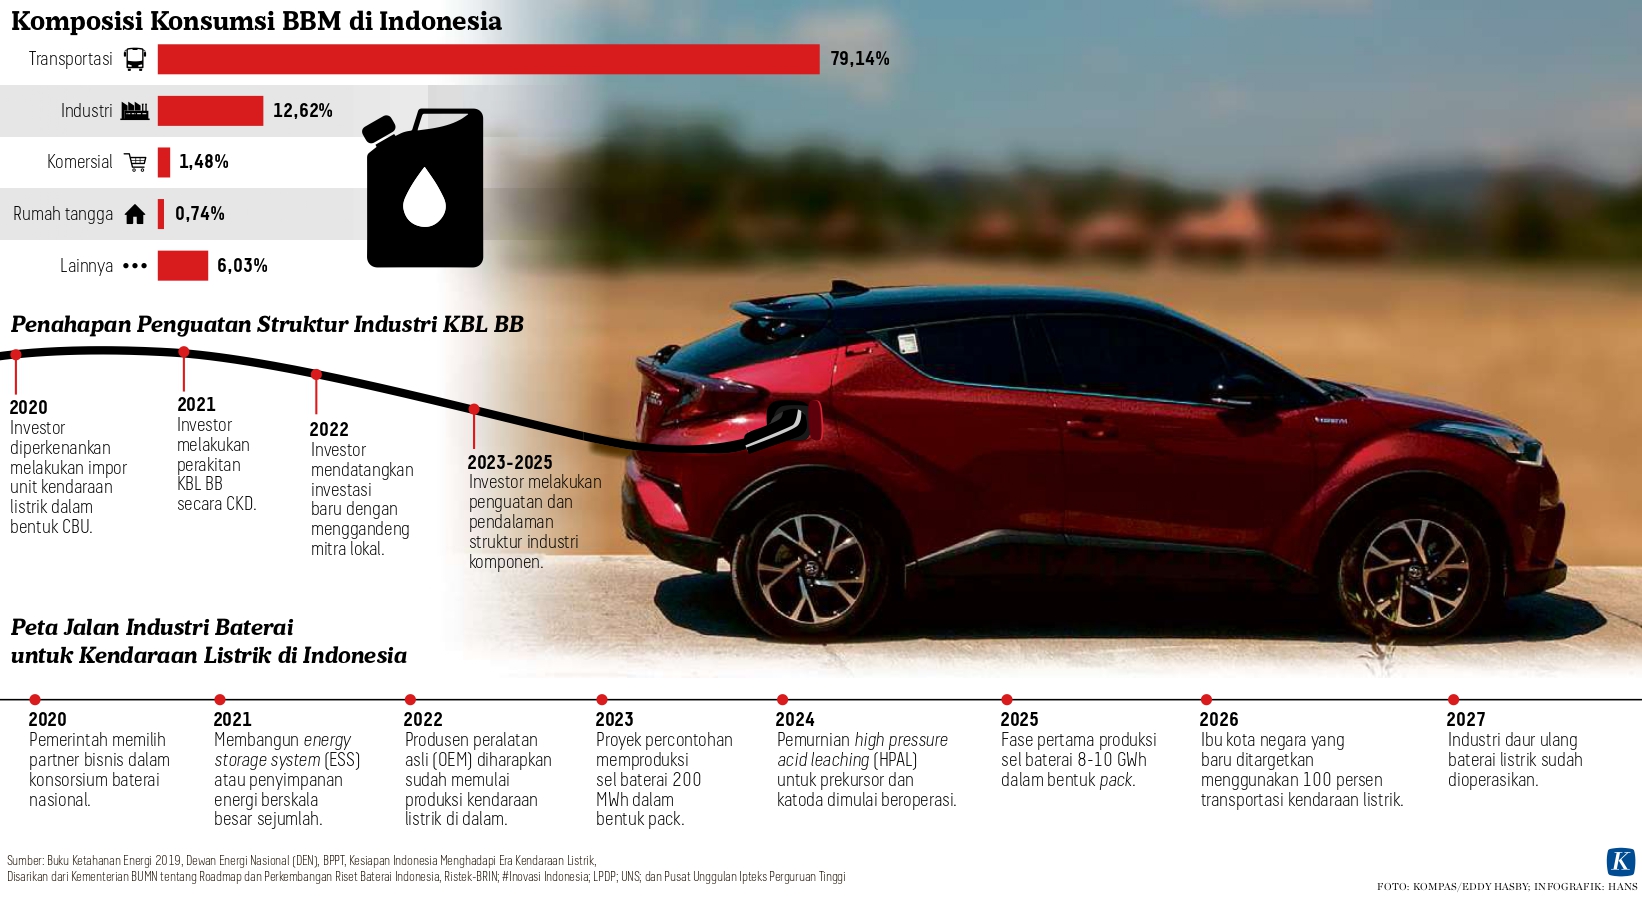 Komposisi Konsumsi BBM di Indonesia
Transportasi 79,14%
Industri 12,62%
Komersial 1,48%
Rumah tangga 0,74%
Lainnya 6,03%
Penahapan Penguatan Struktur Industri KBL BB
2020
Investor
diperkenankan
melakukan impor
unit kendaraan
listrik dalam
bentuk CBU.
2021
Investor
melakukan
perakitan
KBL BB
secara CKD.
2022
Investor
mendatangkan
investasi
baru dengan
menggandeng
mitra lokal.
2023-2025
Investor melakukan
penguatan dan
pendalaman
struktur industri
komponen.
Peta Jalan Industri Baterai
untuk Kendaraan Listrik di Indonesia
2020
Pemerintah memilih
partner bisnis dalam
konsorsium baterai
nasional.
2021
Membangun energy
storage system (ESS)
atau penyimpanan
energi berskala
besar sejumlah.
2022
Produsen peralatan
asli (OEM) diharapkan
sudah memulai
produksi kendaraan
listrik di dalam.
2023
Proyek percontohan
memproduksi
sel baterai 200
MWh dalam
bentuk pack.
2024
Pemurnian high pressure
acid leaching (HPAL)
untuk prekursor dan
katoda dimulai beroperasi.
2025
Fase pertama produksi
sel baterai 8-10 GWh
dalam bentuk pack.
2026
Ibu kota negara yang
baru ditargetkan
menggunakan 100 persen
transportasi kendaraan listrik.
2027
Industri daur ulang
baterai listrik sudah
dioperasikan.
Sumber: Buku Ketahanan Energi 2019, Dewan Energi Nasional (DEN), BPPT, Kesiapan Indonesia Menghadapi Era Kendaraan Listrik,
Disarikan dari Kementerian BUMN tentang Roadmap dan Perkembangan Riset Baterai Indonesia, Ristek-BRIN; #Inovasi Indonesia; LPDP; UNS; dan Pusat Unggulan Ipteks Perguruan Tinggi
K
FOTO: KOMPAS/EDDY HASBY; INFOGRAFIK: HANS